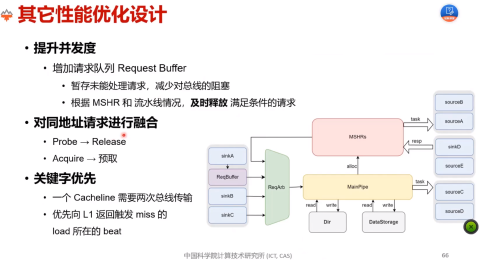 其它性能优化设计
• 提升并发度
• 增加请求队列 Request Buffer
• 暂存未能处理请求，减少对总线的阻塞
• 根据 MSHR 和 流水线情况，及时释放 满足条件的请求
• 对同地址请求进行融合
• Probe → Release
• Acquire → 预取
• 关键字优先
• 一个 Cacheline 需要两次总线传输
• 优先向 L1 返回触发 miss 的
load 所在的 beat
sinkA
ReqBuffer
sinkB
sinkC
ReqArb
MSHRs
alloc
MainPipe
read
write
read
write
Dir
DataStorage
task
resp
task
sourceB
sourceA
sinkD
sourceE
sourceC
sourceD
中国科学院计算技术研究所 (ICT, CAS)
66